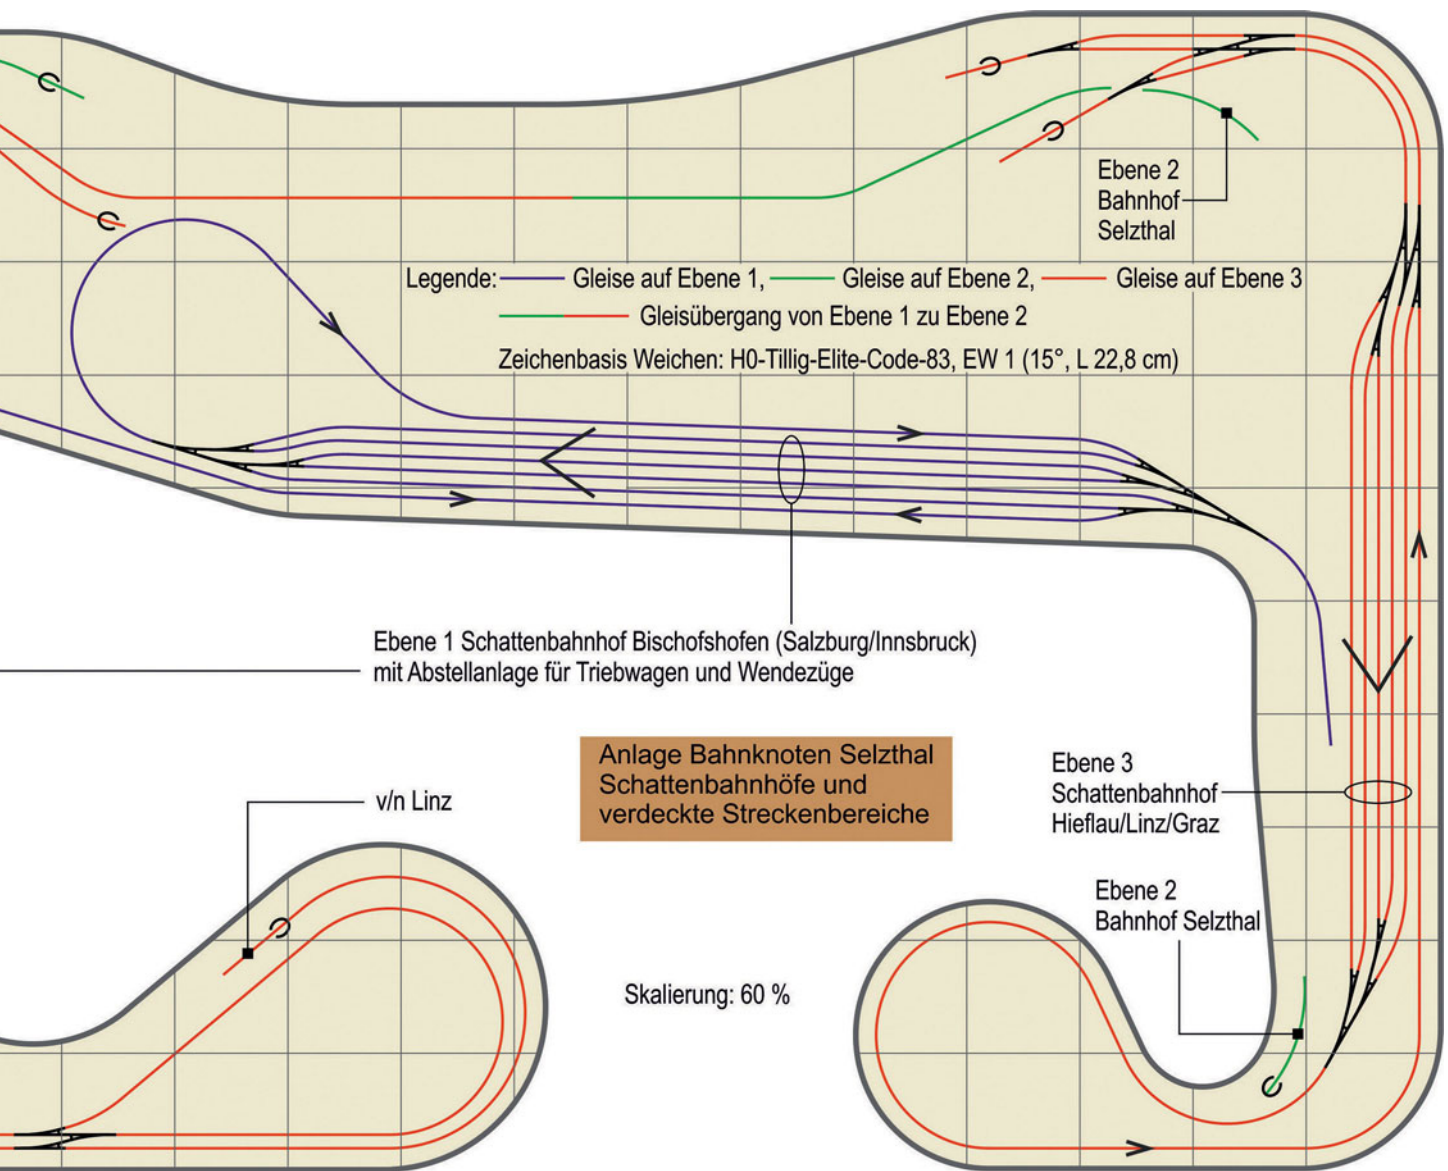 Ebene 2
Bahnhof
Selzthal
Legende: Gleise auf Ebene 1, Gleise auf Ebene 2, Gleise auf Ebene 3
Gleisübergang von Ebene 1 zu Ebene 2
Zeichenbasis Weichen: H0-Tillig-Elite-Code-83, EW 1 (15°, L 22,8 cm)
Ebene 1 Schattenbahnhof Bischofshofen (Salzburg/Innsbruck)
mit Abstellanlage für Triebwagen und Wendezüge
Anlage Bahnknoten Selzthal
Schattenbahnhöfe und
verdeckte Streckenbereiche
v/n Linz
Ebene 3
Schattenbahnhof
Hieflau/Linz/Graz
Ebene 2
Bahnhof Selzthal
Skalierung: 60 %